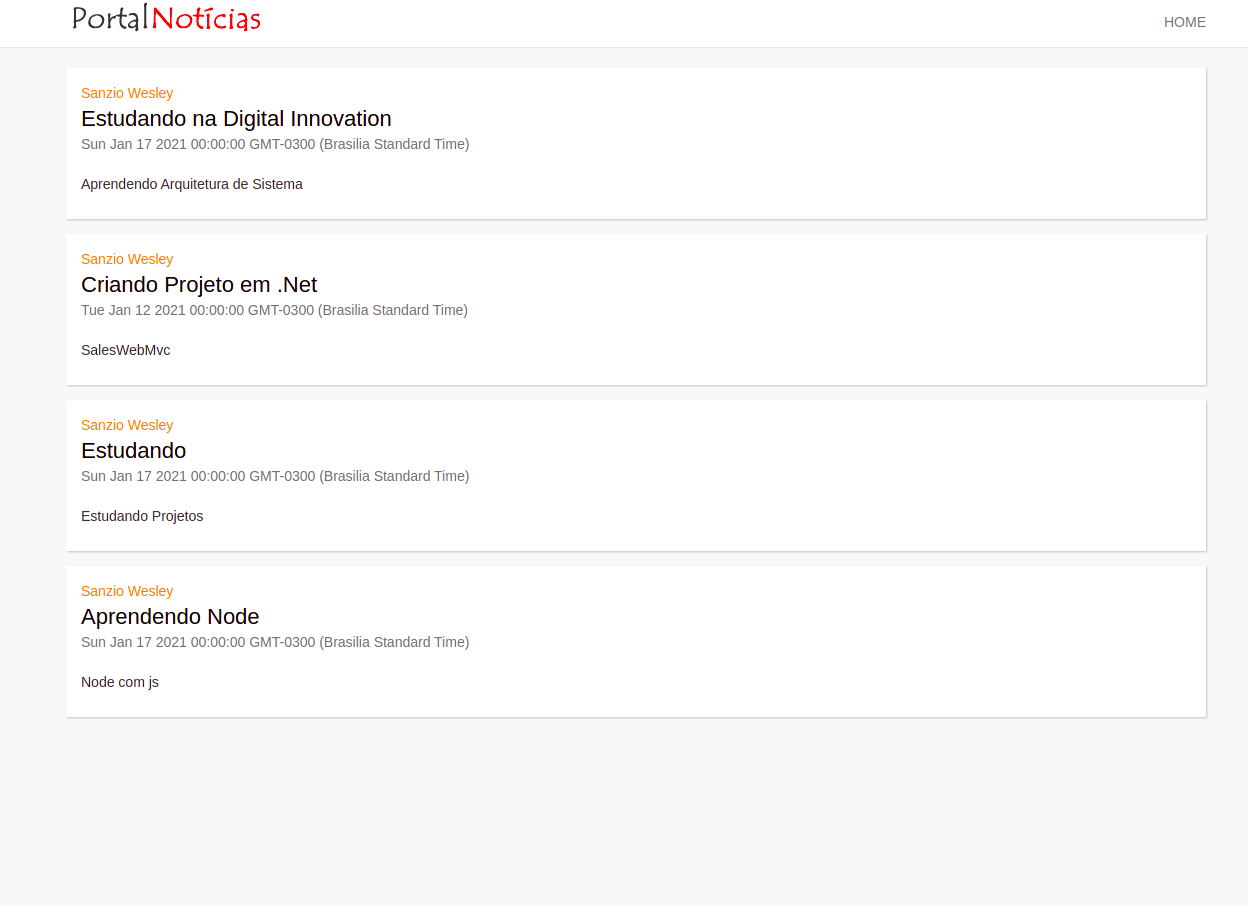 PortalNotícias
HOME
Sanzio Wesley
Estudando na Digital Innovation
Sun Jan 17 2021 00:00:00 GMT-0300 (Brasilia Standard Time)
Aprendendo Arquitetura de Sistema
Sanzio Wesley
Criando Projeto em .Net
Tue Jan 12 2021 00:00:00 GMT-0300 (Brasilia Standard Time)
SalesWebMvc
Sanzio Wesley
Estudando
Sun Jan 17 2021 00:00:00 GMT-0300 (Brasilia Standard Time)
Estudando Projetos
Sanzio Wesley
Aprendendo Node
Sun Jan 17 2021 00:00:00 GMT-0300 (Brasilia Standard Time)
Node com js